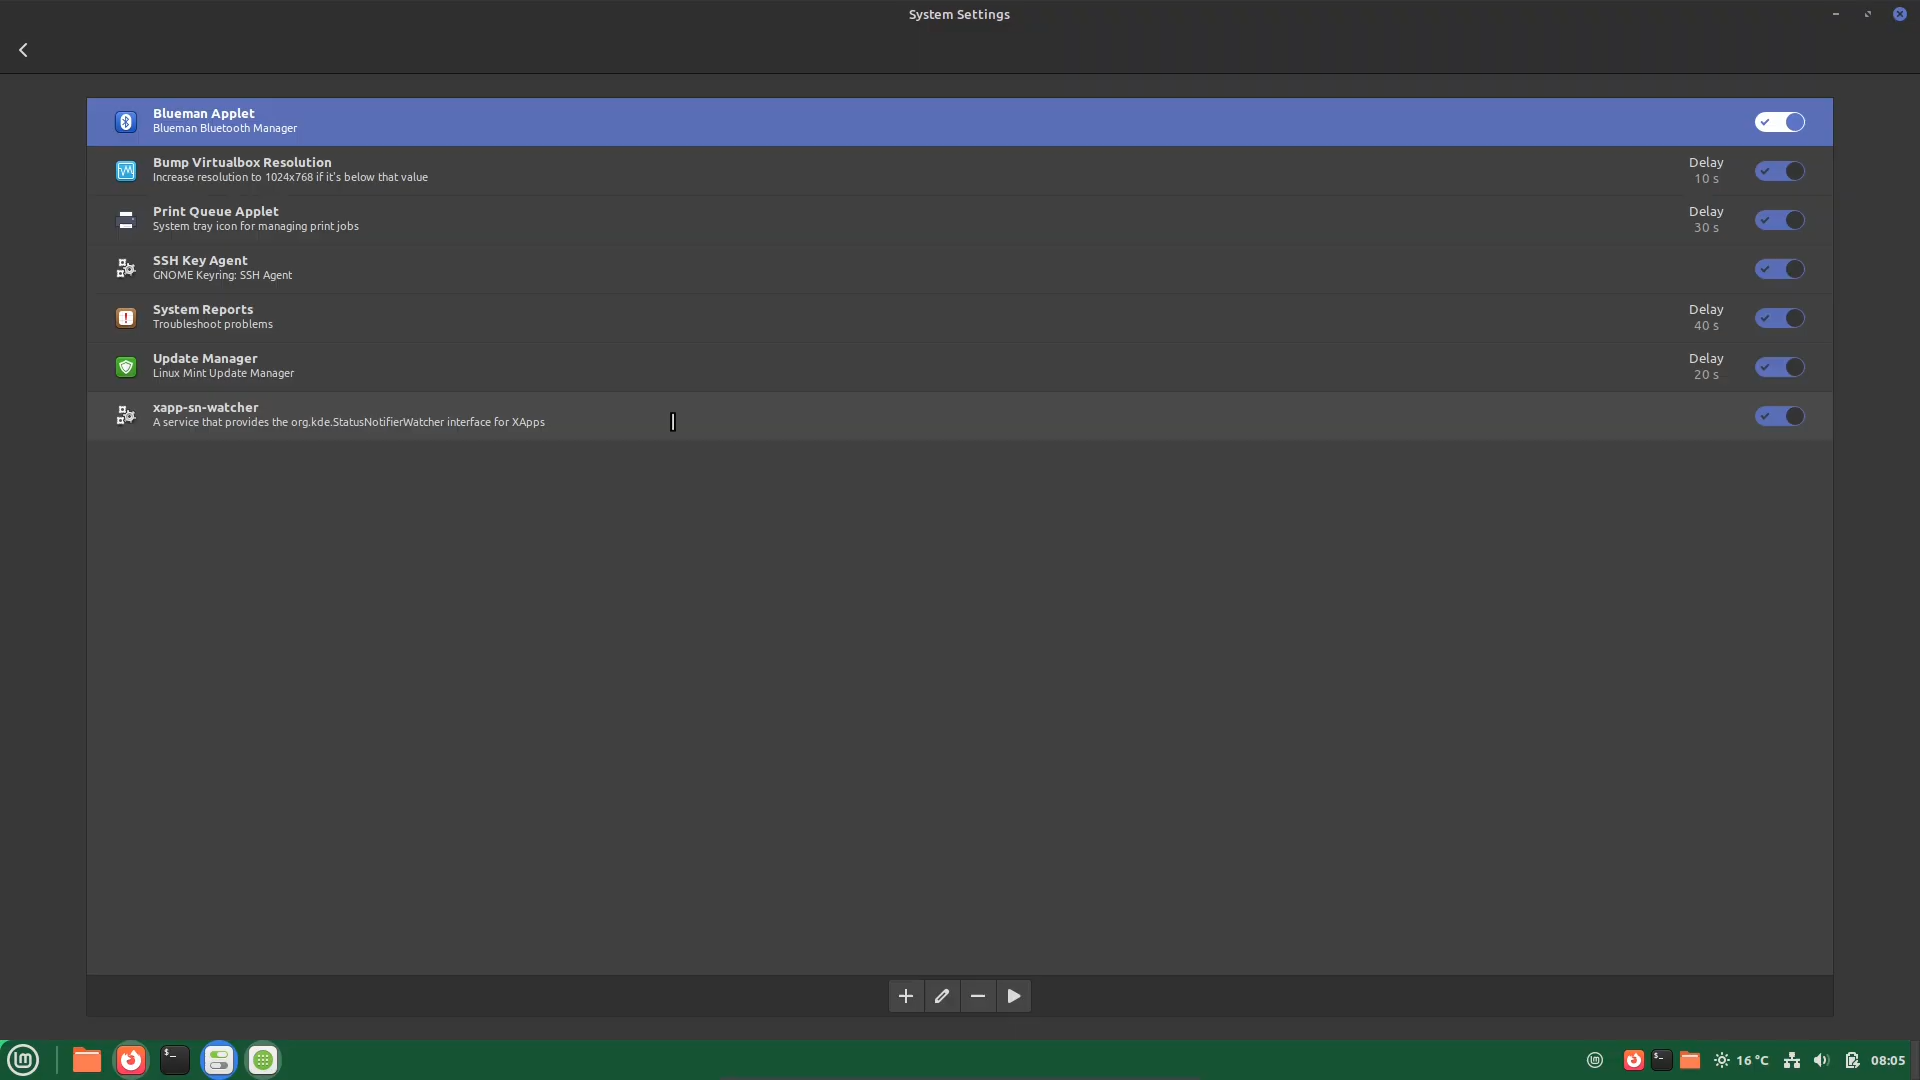 System Settings
Blueman Applet
Blueman Bluetooth Manager
Bump Virtualbox Resolution
Increase resolution to 1024x768 if it's below that value
Delay
10 s
Print Queue Applet
System tray icon for managing print jobs
Delay
30 s
SSH Key Agent
GNOME Keyring: SSH Agent
System Reports
Troubleshoot problems
Delay
40 s
Update Manager
Linux Mint Update Manager
Delay
20 s
xapp-sn-watcher
A service that provides the org.kde.StatusNotifierWatcher interface for XApps
16 °C
08:05